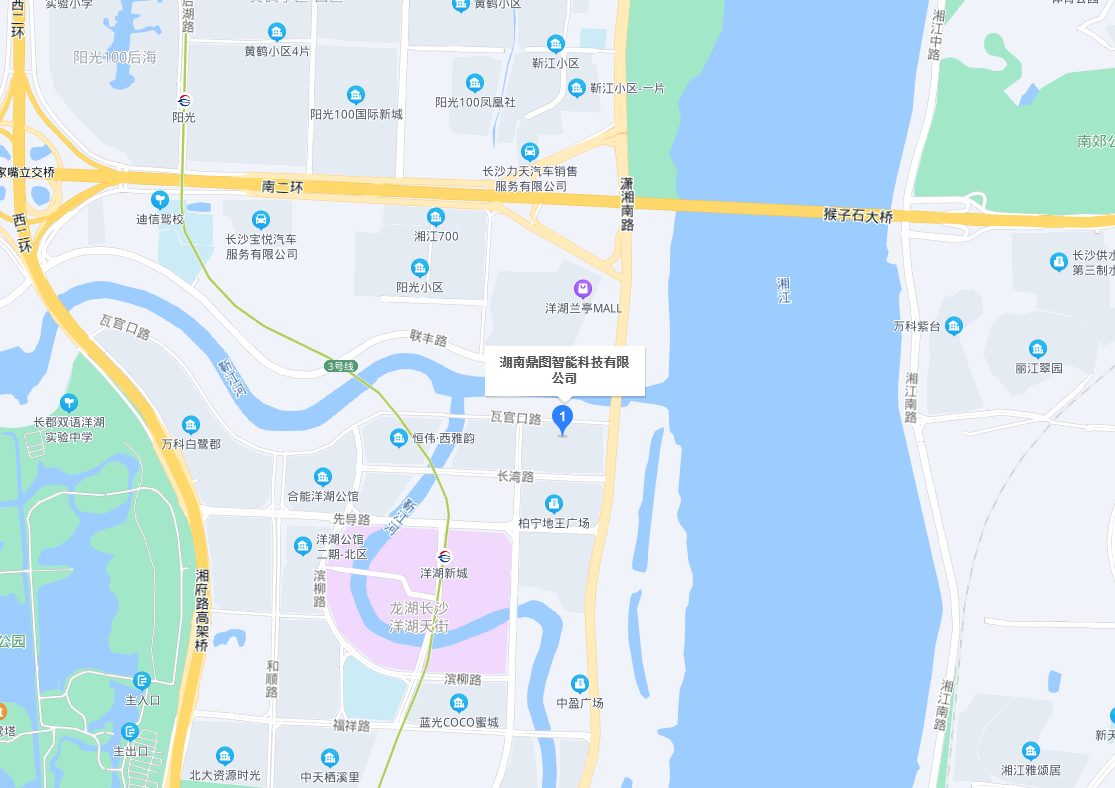 西二环
实验小学
后湖路
黄鹤小区
湘江中路
黄鹤小区4片
阳光100后海
靳江小区
靳江小区-一片
阳光100凤凰社
阳光100国际新城
阳光
南郊公
长沙力天汽车销售
服务有限公司
家嘴立交桥
南二环
潇湘南路
猴子石大桥
迪信驾校
西二环
长沙宝悦汽车
服务有限公司
湘江700
阳光小区
长沙供水
第三制水
湘江
洋湖兰亭MALL
万科紫台
丽江翠园
瓦官口路
联丰路
3号线
靳江河
湖南鼎图智能科技有限
公司
1
湘江南路
长郡双语洋湖
实验中学
万科白鹭郡
恒伟·西雅韵
瓦官口路
长湾路
合能洋湖公馆
先导路
靳江河
柏宁地王广场
洋湖公馆
二期-北区
洋湖新城
滨柳路
湘府路高架桥
龙湖长沙
洋湖天街
公园
和顺路
滨柳路
主入口
中盈广场
湘江南路
蓝光COCO蜜城
福祥路
鹭塔
主出口
新天
北大资源时光
中天栖溪里
湘江雅颂居